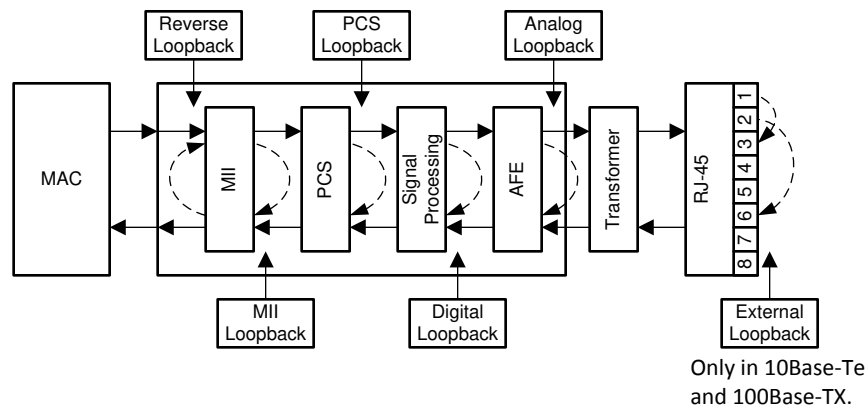 Reverse
Loopback
PCS
Loopback
Analog
Loopback
MAC
MII
PCS
Signal
Processing
AFE
Transformer
RJ-45
1
2
3
4
5
6
7
8
MII
Loopback
Digital
Loopback
External
Loopback
Only in 10Base-Te
and 100Base-TX.